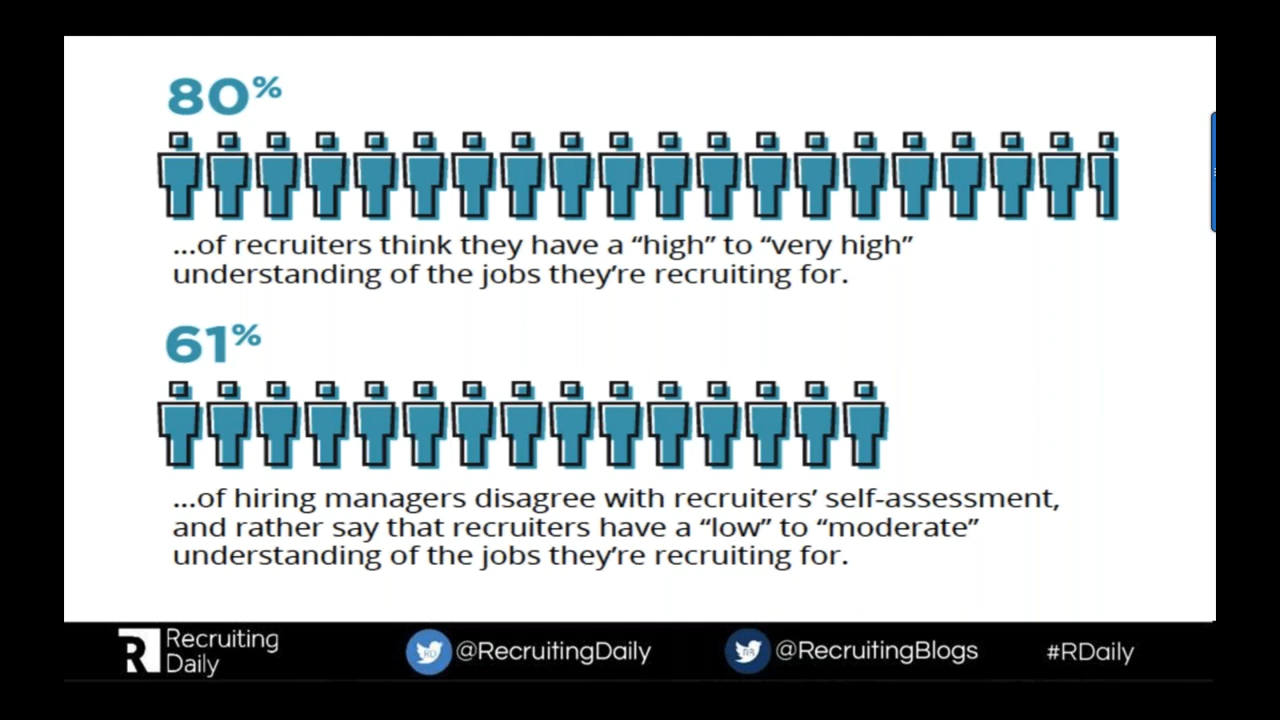 80%
...of recruiters think they have a “high” to “very high”
understanding of the jobs they’re recruiting for.
61%
...of hiring managers disagree with recruiters’ self-assessment,
and rather say that recruiters have a “low” to “moderate”
understanding of the jobs they’re recruiting for.
R
Recruiting
Daily
RD
@RecruitingDaily
@RecruitingBlogs
#RDaily